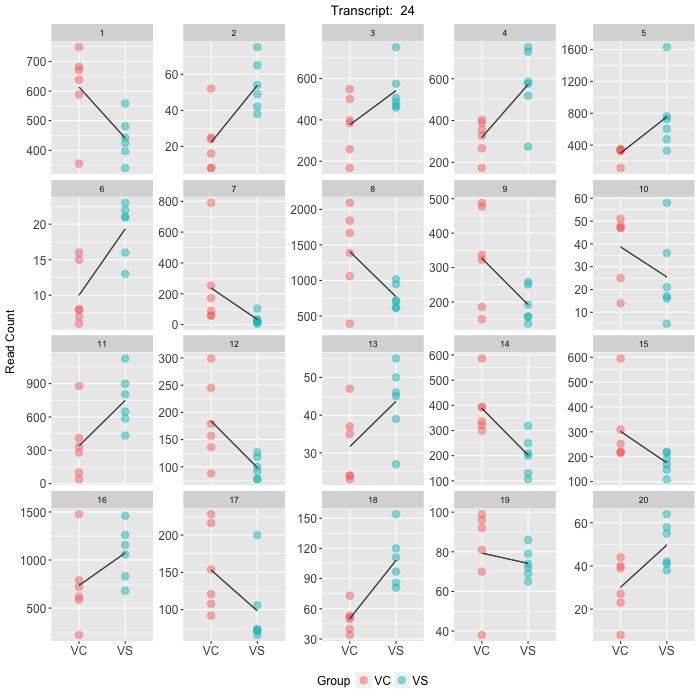 Transcript: 24
1 2 3 4 5
700 600 500 400
60 40 20
600 400 200
600 400 200
1600 1200 800 400
6 7 8 9 10
20 15 10
800 600 400 200 0
2000 1500 1000 500
500 400 300 200
60 50 40 30 20 10
Read Count
11 12 13 14 15
900 600 300 0
300 250 200 150 100
50 40 30
600 500 400 300 200 100
600 500 400 300 200 100
16 17 18 19 20
1500 1000 500
200 150 100
150 120 90 60 30
100 80 60 40
60 40 20
VC VS VC VS VC VS VC VS VC VS
Group VC VS